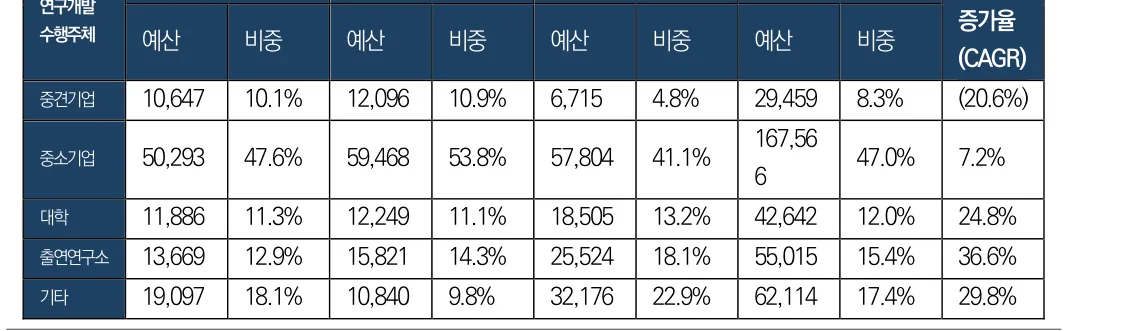 연구개발
수행주체
예산 비중 예산 비중 예산 비중 예산 비중
증가율
(CAGR)
중견기업 10,647 10.1% 12,096 10.9% 6,715 4.8% 29,459 8.3% (20.6%)
중소기업 50,293 47.6% 59,468 53.8% 57,804 41.1% 167,56 47.0% 7.2%
6
대학 11,886 11.3% 12,249 11.1% 18,505 13.2% 42,642 12.0% 24.8%
출연연구소 13,669 12.9% 15,821 14.3% 25,524 18.1% 55,015 15.4% 36.6%
기타 19,097 18.1% 10,840 9.8% 32,176 22.9% 62,114 17.4% 29.8%